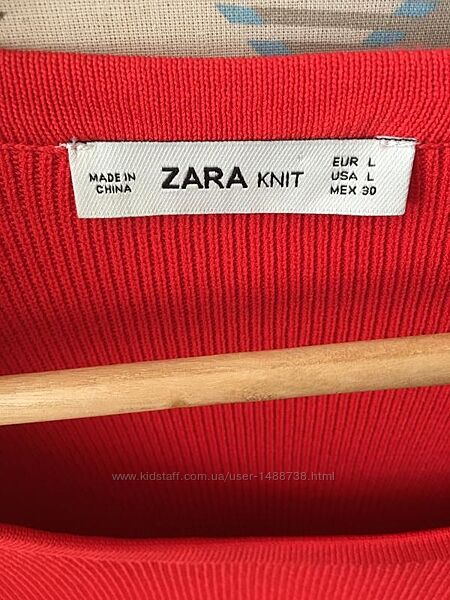 MADE IN
CHINA
ZARA KNIT
EUR L
USA L
MEX 30
www.kidstaff.com.ua/user-1488738.html